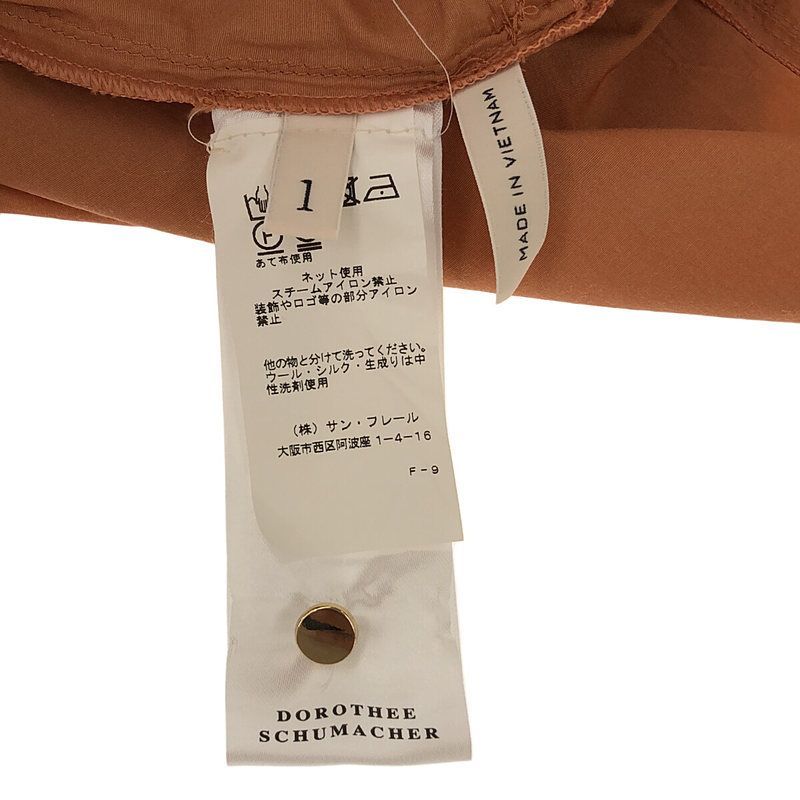 1
MADE IN VIETNAM
あて布使用
ネット使用
スチームアイロン禁止
装飾やロゴ等の部分アイロン
禁止
他の物と分けて洗ってください。
ウール・シルク・生成りは中
性洗剤使用
（株）サン・フレール
大阪市西区阿波座 1-4-16
F-9
DOROTHEE
SCHUMACHER